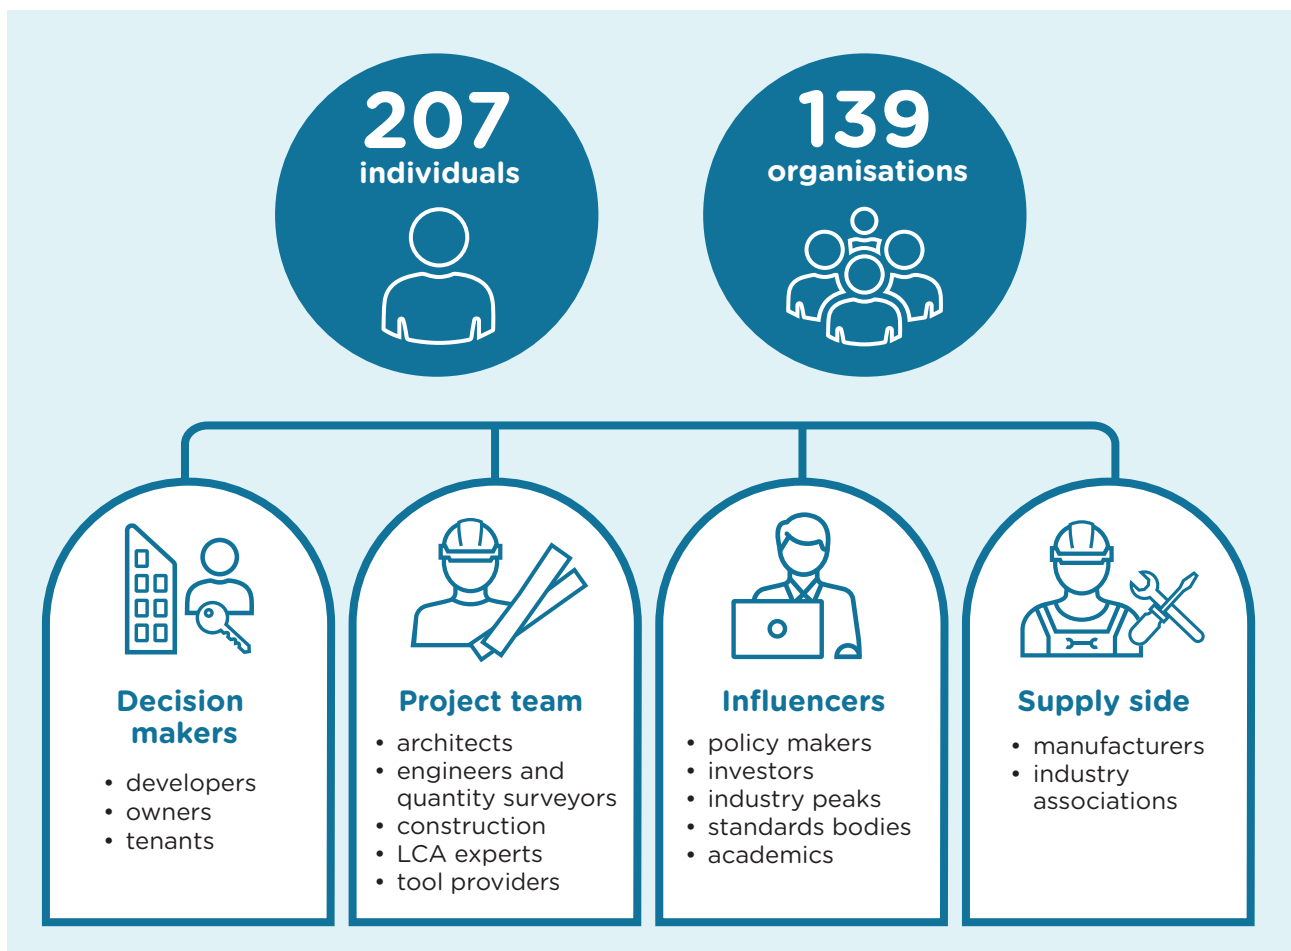 207
individuals
139
organisations
Decision
makers
• developers
• owners
• tenants
Project team
• architects
• engineers and
quantity surveyors
• construction
• LCA experts
• tool providers
Influencers
• policy makers
• investors
• industry peaks
• standards bodies
• academics
Supply side
• manufacturers
• industry
associations